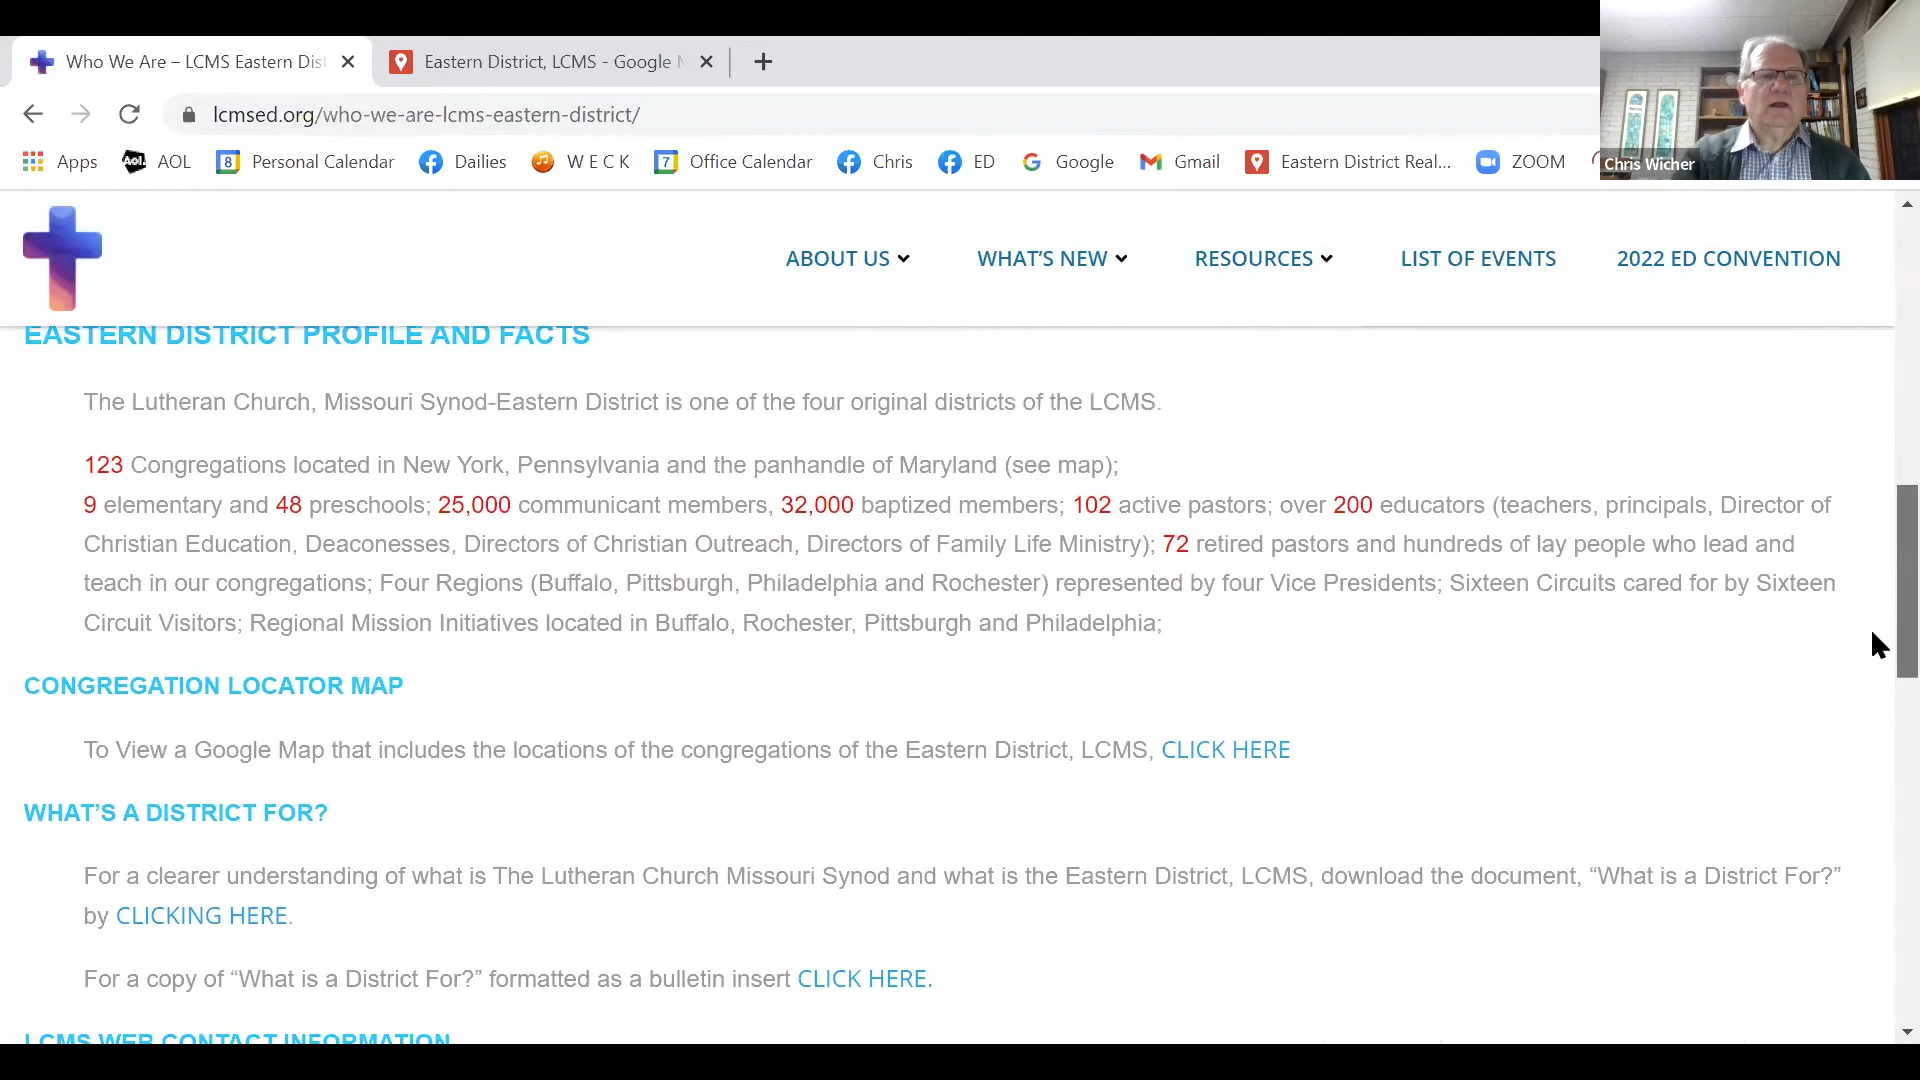 Who We Are – LCMS Eastern Dis
Eastern District, LCMS - Google
lcmsed.org/who-we-are-lcms-eastern-district/
Apps
Aol.
AOL
8
Personal Calendar
Dailies
W E C K
7
Office Calendar
Chris
ED
Google
Gmail
Eastern District Real...
ZOOM
Chris Wicher
ABOUT US
WHAT'S NEW
RESOURCES
LIST OF EVENTS
2022 ED CONVENTION
EASTERN DISTRICT PROFILE AND FACTS
The Lutheran Church, Missouri Synod-Eastern District is one of the four original districts of the LCMS.
123 Congregations located in New York, Pennsylvania and the panhandle of Maryland (see map);
9 elementary and 48 preschools; 25,000 communicant members, 32,000 baptized members; 102 active pastors; over 200 educators (teachers, principals, Director of
Christian Education, Deaconesses, Directors of Christian Outreach, Directors of Family Life Ministry); 72 retired pastors and hundreds of lay people who lead and
teach in our congregations; Four Regions (Buffalo, Pittsburgh, Philadelphia and Rochester) represented by four Vice Presidents; Sixteen Circuits cared for by Sixteen
Circuit Visitors; Regional Mission Initiatives located in Buffalo, Rochester, Pittsburgh and Philadelphia;
CONGREGATION LOCATOR MAP
To View a Google Map that includes the locations of the congregations of the Eastern District, LCMS, CLICK HERE
WHAT'S A DISTRICT FOR?
For a clearer understanding of what is The Lutheran Church Missouri Synod and what is the Eastern District, LCMS, download the document, “What is a District For?”
by CLICKING HERE.
For a copy of “What is a District For?” formatted as a bulletin insert CLICK HERE.
LCMS WEB CONTACT INFORMATION